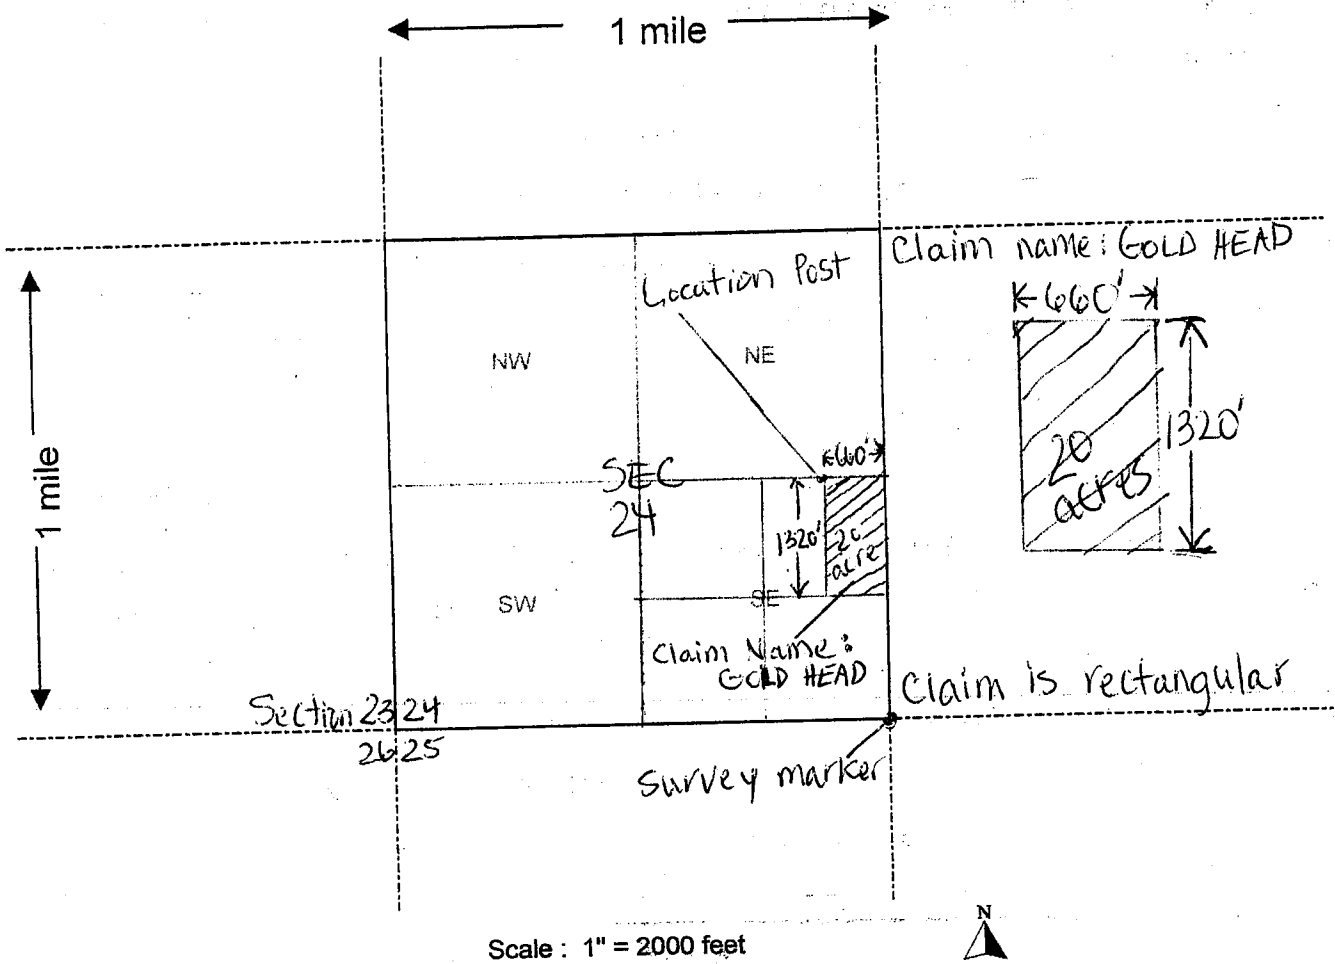 1 mile
Claim name: GOLD HEAD
Location Post
660'
NW
NE
1320'
20
acres
660'
1 mile
SEC
24
1320'
20
acre
SW
SE
Claim Name:
GOLD HEAD
Claim is rectangular
Section 23 24
26 25
Survey marker
N
Scale : 1" = 2000 feet